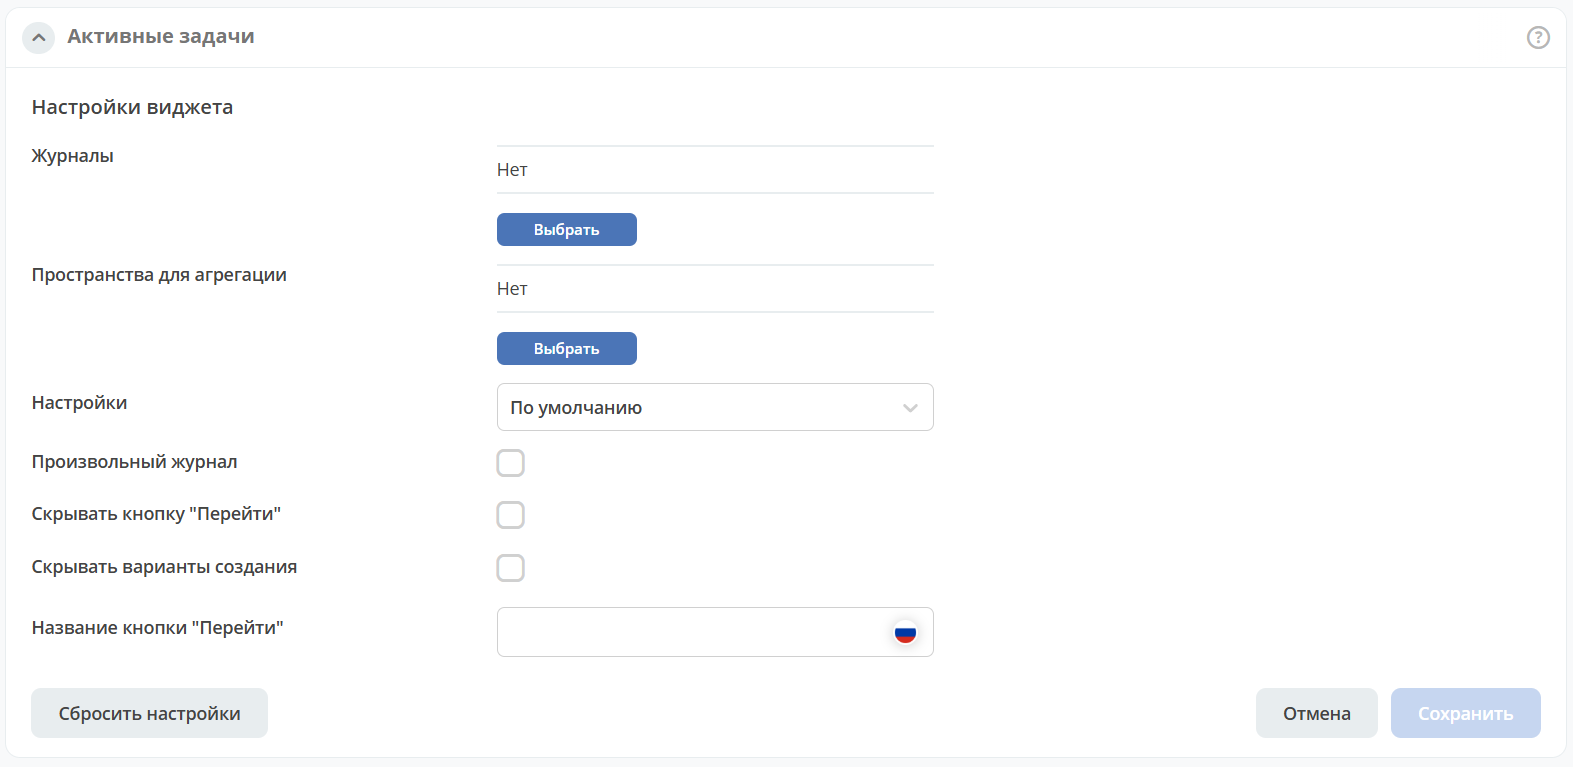 Активные задачи
?
Настройки виджета
Журналы
Нет
Выбрать
Пространства для агрегации
Нет
Выбрать
Настройки
По умолчанию
Произвольный журнал
Скрывать кнопку "Перейти"
Скрывать варианты создания
Название кнопки "Перейти"
Сбросить настройки
Отмена
Сохранить